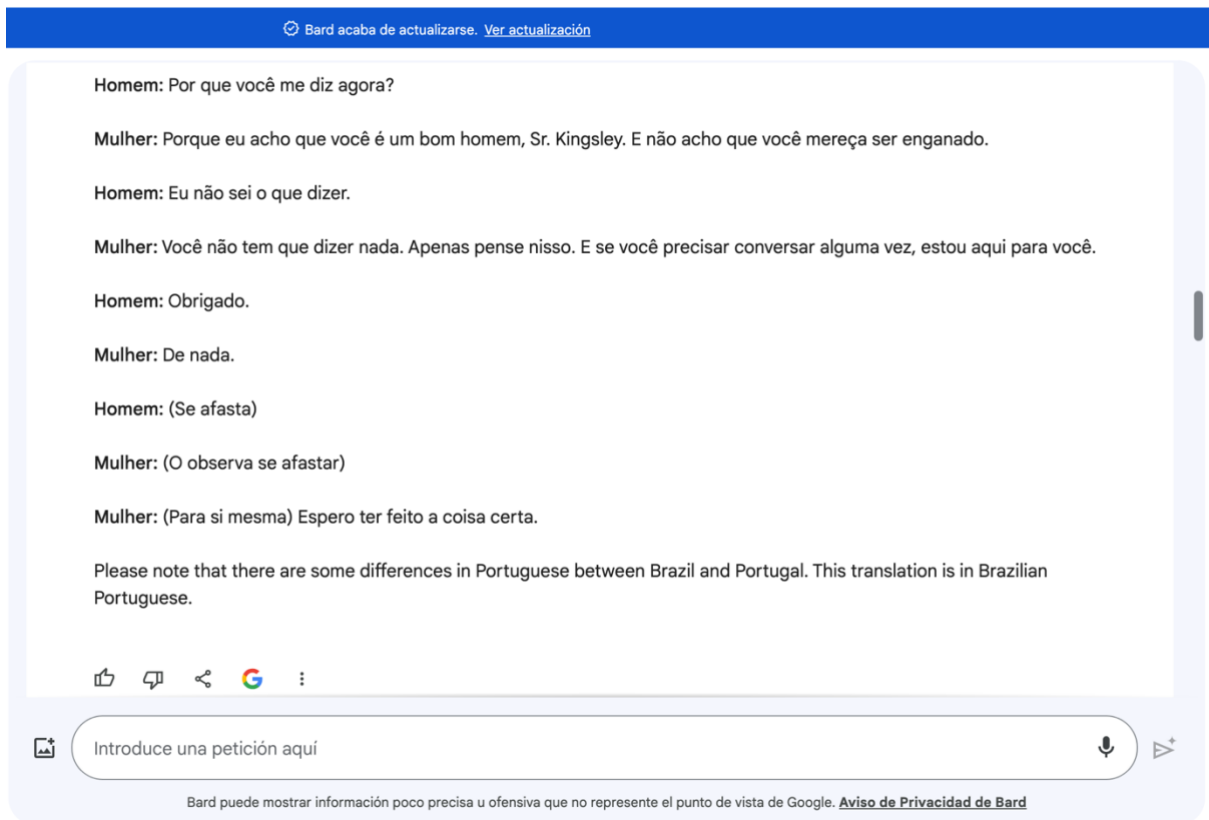 Bard acaba de actualizarse. Ver actualización
Homem: Por que você me diz agora?
Mulher: Porque eu acho que você é um bom homem, Sr. Kingsley. E não acho que você mereça ser enganado.
Homem: Eu não sei o que dizer.
Mulher: Você não tem que dizer nada. Apenas pense nisso. E se você precisar conversar alguma vez, estou aqui para você.
Homem: Obrigado.
Mulher: De nada.
Homem: (Se afasta)
Mulher: (O observa se afastar)
Mulher: (Para si mesma) Espero ter feito a coisa certa.
Please note that there are some differences in Portuguese between Brazil and Portugal. This translation is in Brazilian
Portuguese.
Introduce una petición aquí
Bard puede mostrar información poco precisa u ofensiva que no represente el punto de vista de Google. Aviso de Privacidad de Bard